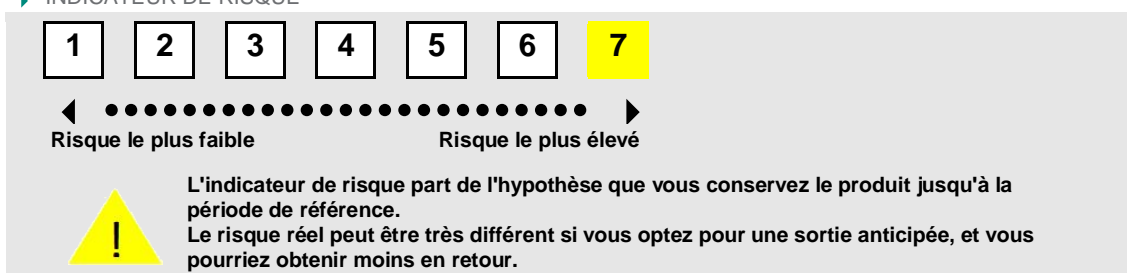 INDICATEUR DE RISQUE
1 2 3 4 5 6 7
Risque le plus faible Risque le plus élevé
L'indicateur de risque part de l'hypothèse que vous conservez le produit jusqu'à la
période de référence.
! Le risque réel peut être très différent si vous optez pour une sortie anticipée, et vous
pourriez obtenir moins en retour.